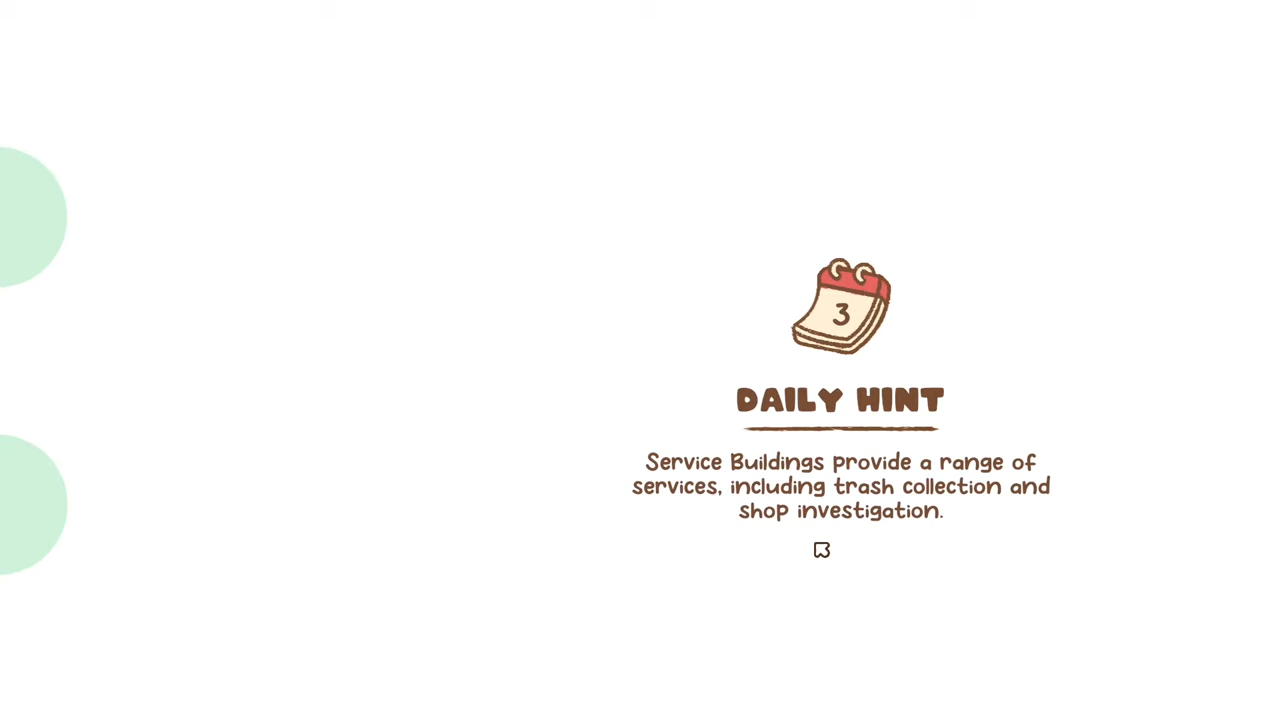 3
DAILY HINT
Service Buildings provide a range of
services, including trash collection and
shop investigation.